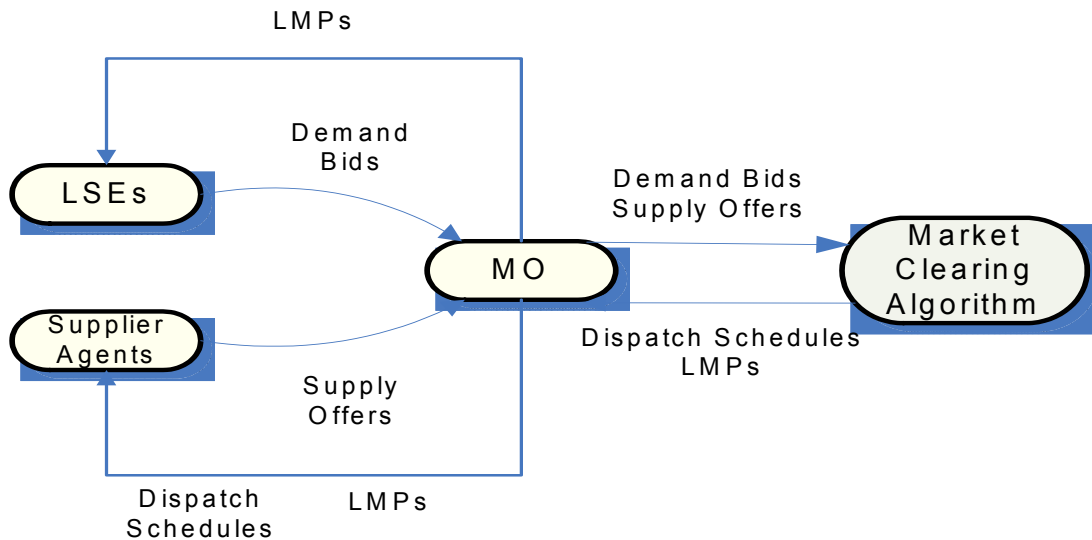 LMPs
Demand
Bids
LSEs
Demand Bids
Supply Offers
MO
Market
Clearing
Algorithm
Supplier
Agents
Dispatch Schedules
LMPs
Supply
Offers
Dispatch
Schedules
LMPs